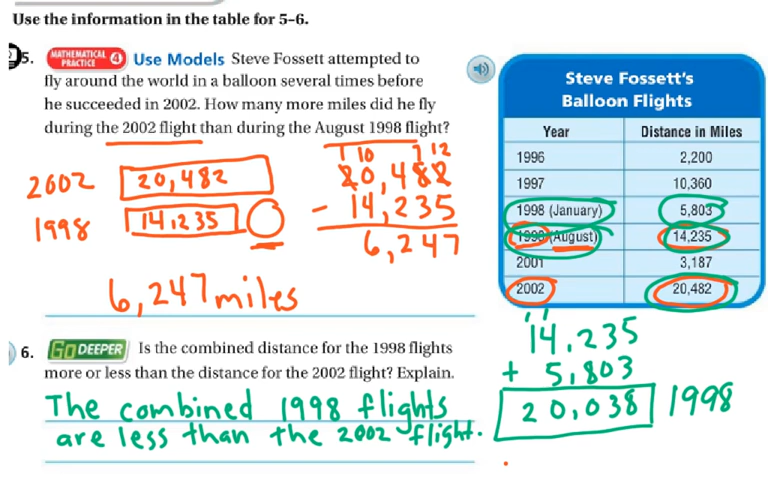 Use the information in the table for 5–6.
5. MATHEMATICAL PRACTICE 4 Use Models Steve Fossett attempted to
fly around the world in a balloon several times before
he succeeded in 2002. How many more miles did he fly
during the 2002 flight than during the August 1998 flight?
2002 20,482
1998 14,235
1 10 7 12
20,482
- 14,235
6,247
6,247 miles
Steve Fossett's
Balloon Flights
Year Distance in Miles
1996 2,200
1997 10,360
1998 (January) 5,803
1998 (August) 14,235
2001 3,187
2002 20,482
6. GO DEEPER Is the combined distance for the 1998 flights
more or less than the distance for the 2002 flight? Explain.
The combined 1998 flights
are less than the 2002 flight.
1 1
14,235
+ 5,803
20,038 1998